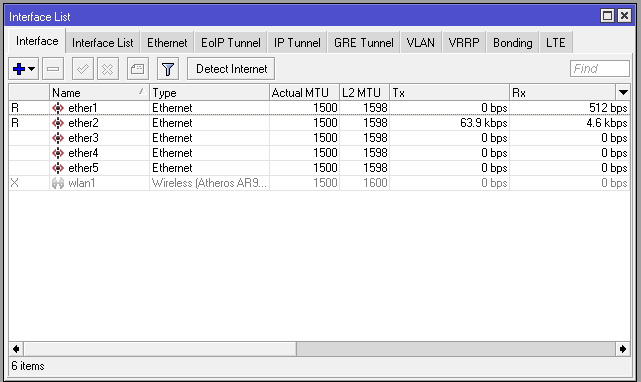 Interface List
Interface Interface List Ethernet EoIP Tunnel IP Tunnel GRE Tunnel VLAN VRRP Bonding LTE
Detect Internet Find
Name Type Actual MTU L2 MTU Tx Rx
R ether1 Ethernet 1500 1598 0 bps 512 bps
R ether2 Ethernet 1500 1598 63.9 kbps 4.6 kbps
ether3 Ethernet 1500 1598 0 bps 0 bps
ether4 Ethernet 1500 1598 0 bps 0 bps
ether5 Ethernet 1500 1598 0 bps 0 bps
X wlan1 Wireless (Atheros AR9... 1500 1600 0 bps 0 bps
6 items